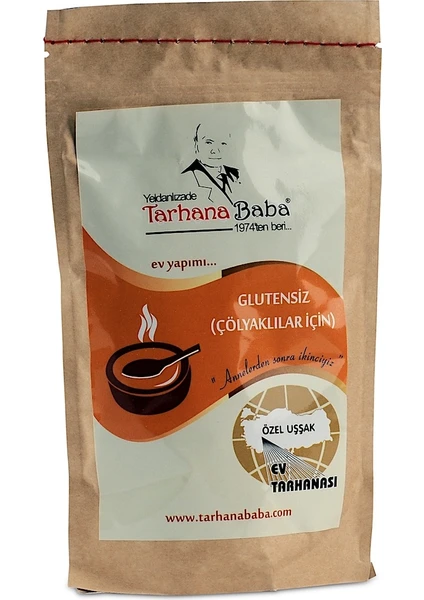 Yeldanlızade
Tarhana Baba®
1974'ten beri...
ev yapımı...
GLUTENSİZ
(ÇÖLYAKLILAR İÇİN)
" Annelerden sonra ikinciyiz "
ÖZEL UŞŞAK
EV
TARHANASI
www.tarhanababa.com